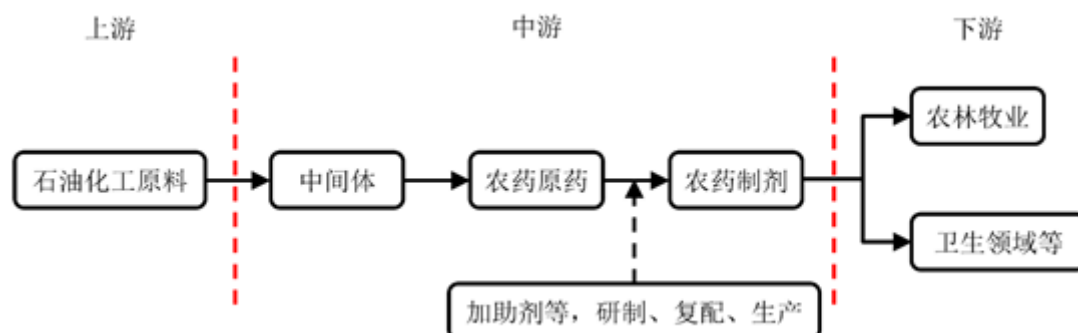 上游
中游
下游
农林牧业
石油化工原料
中间体
农药原药
农药制剂
卫生领域等
加助剂等，研制、复配、生产